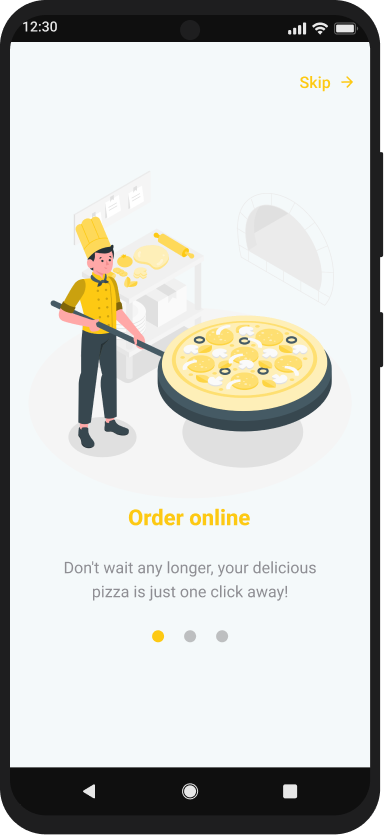 12:30
Skip
Order online
Don't wait any longer, your delicious
pizza is just one click away!